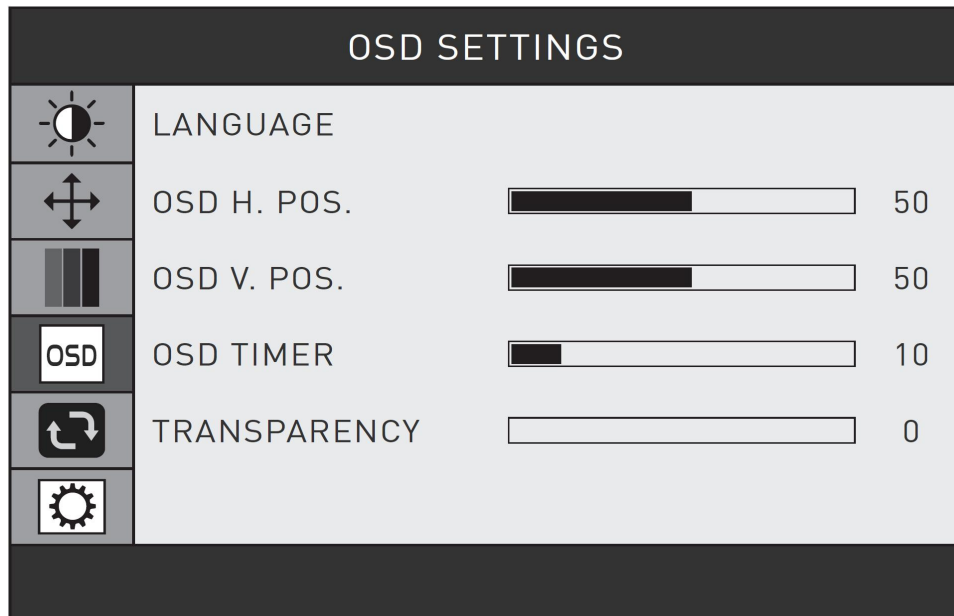 OSD SETTINGS
LANGUAGE
OSD H. POS. 50
OSD V. POS. 50
OSD
OSD TIMER 10
TRANSPARENCY 0